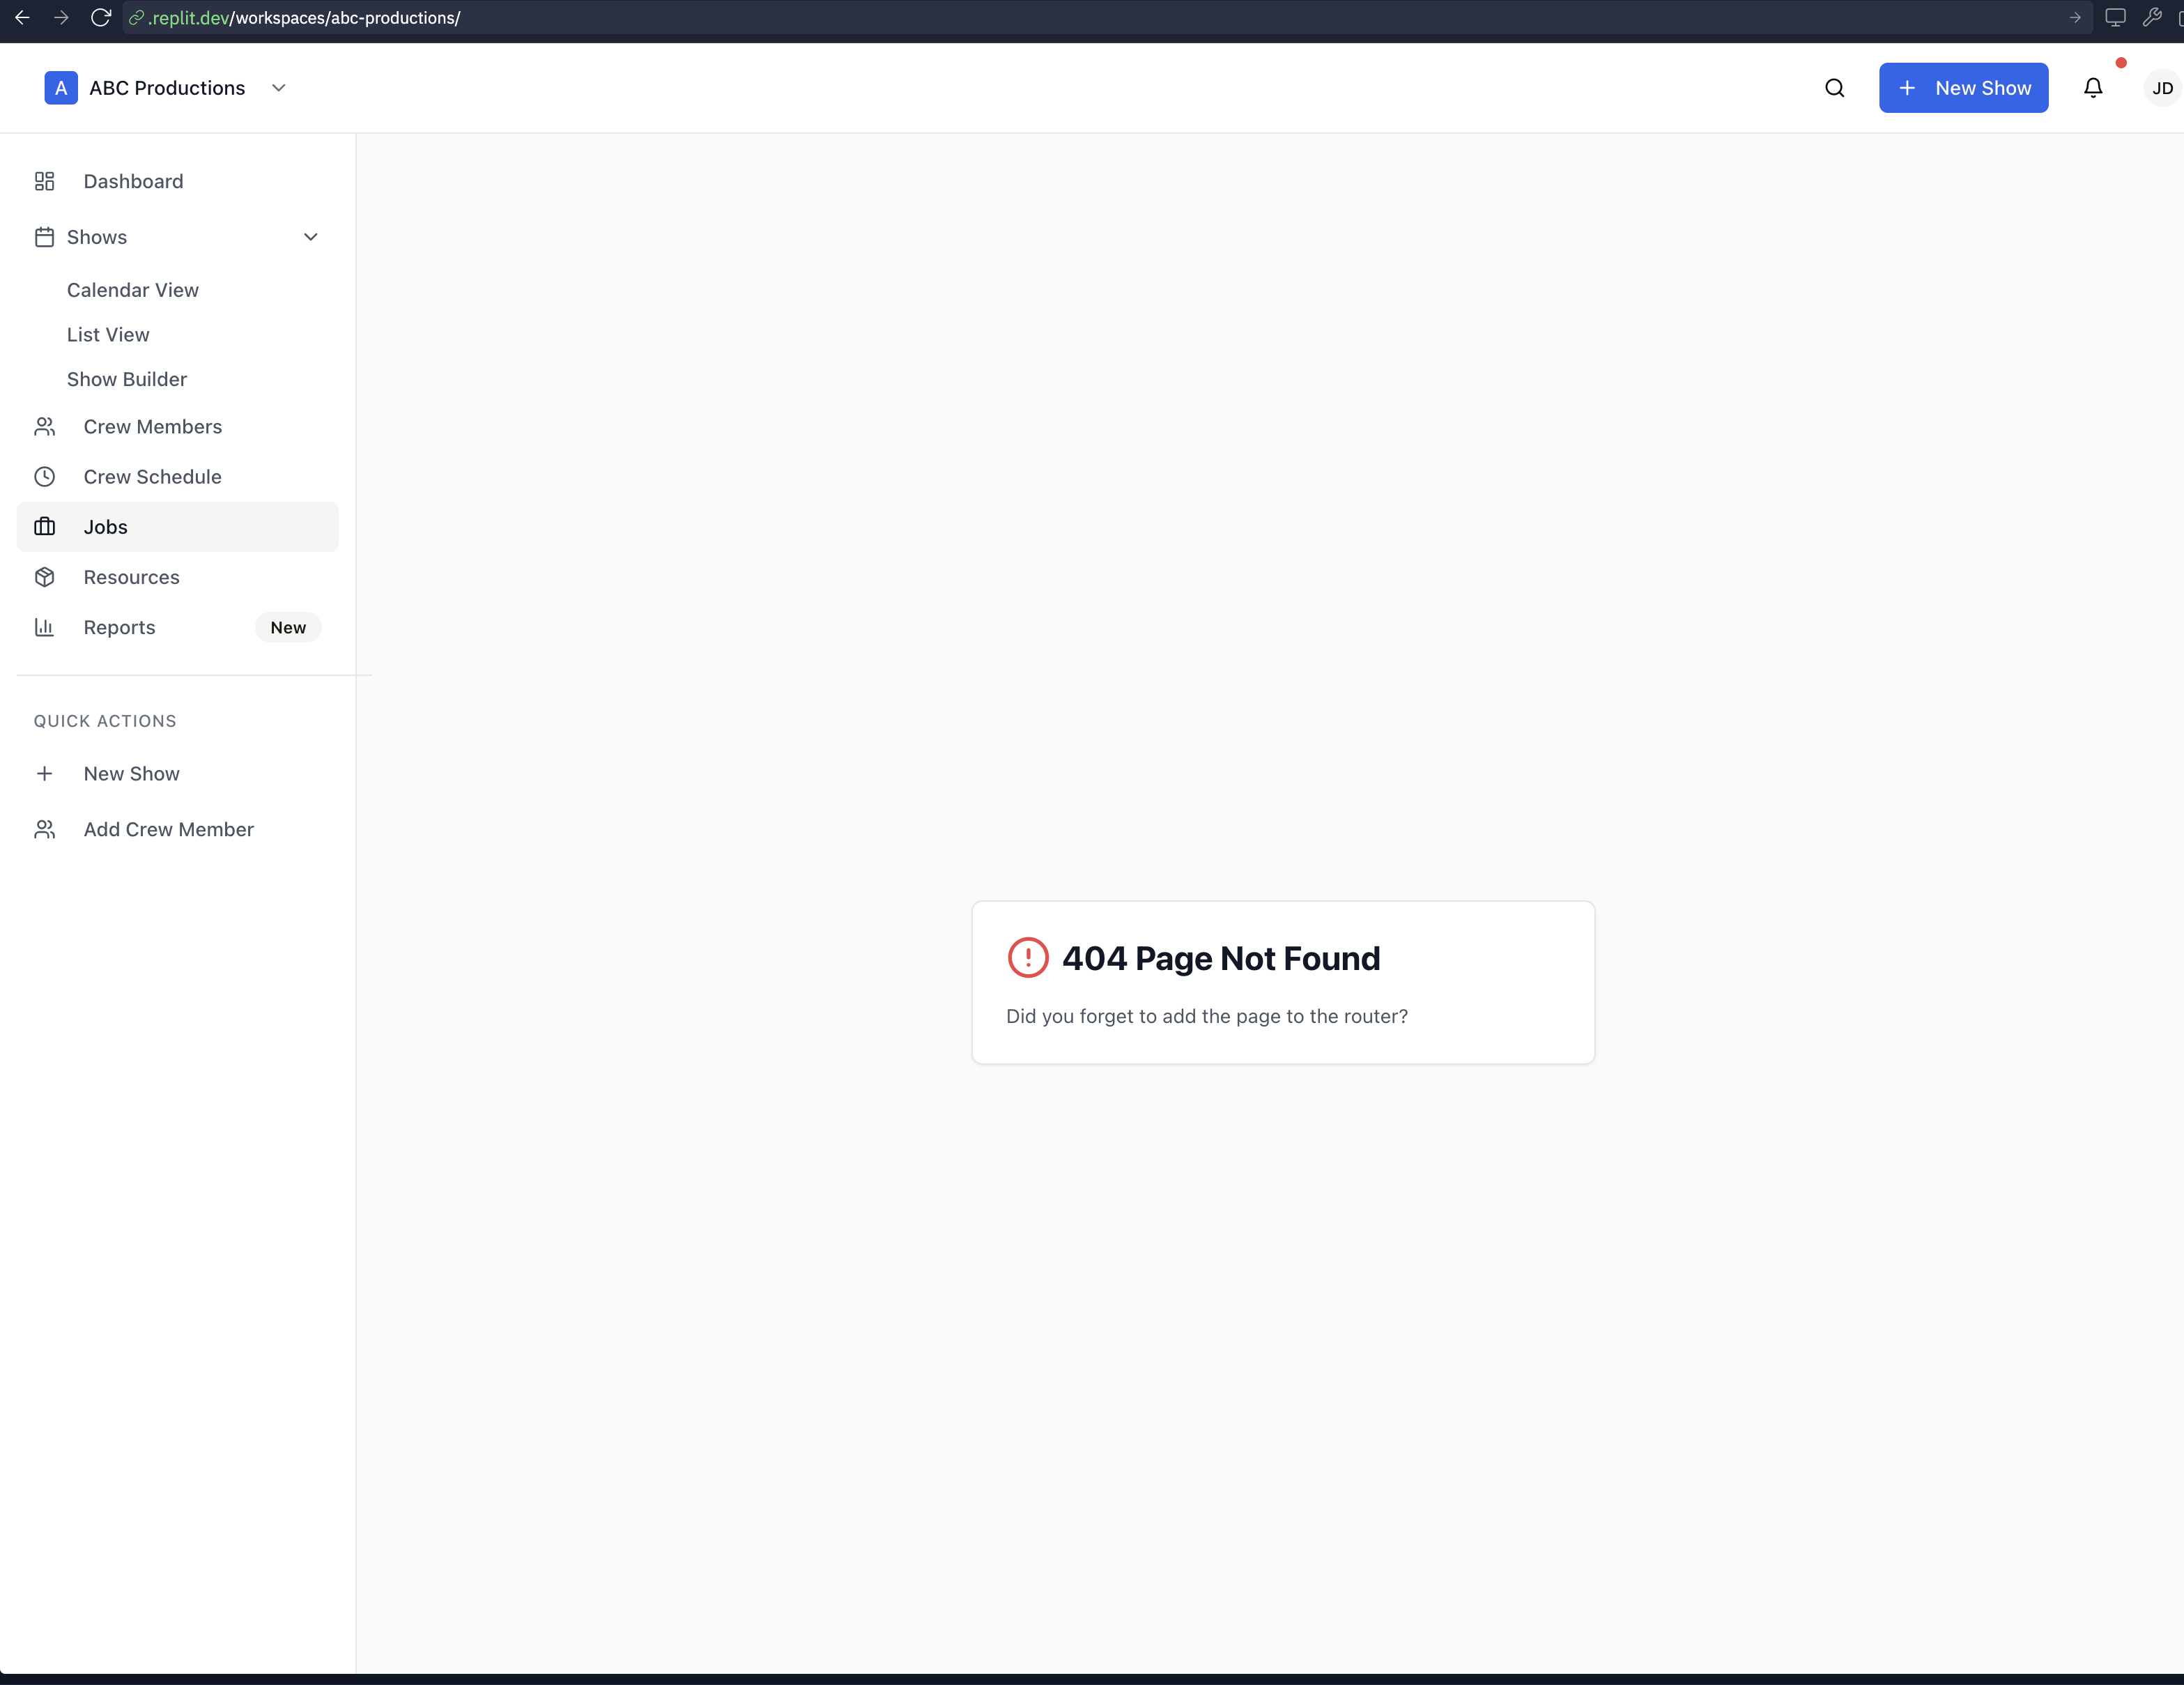 .replit.dev/workspaces/abc-productions/
A ABC Productions
New Show
JD
Dashboard
Shows
Calendar View
List View
Show Builder
Crew Members
Crew Schedule
Jobs
Resources
Reports New
QUICK ACTIONS
New Show
Add Crew Member
404 Page Not Found
Did you forget to add the page to the router?